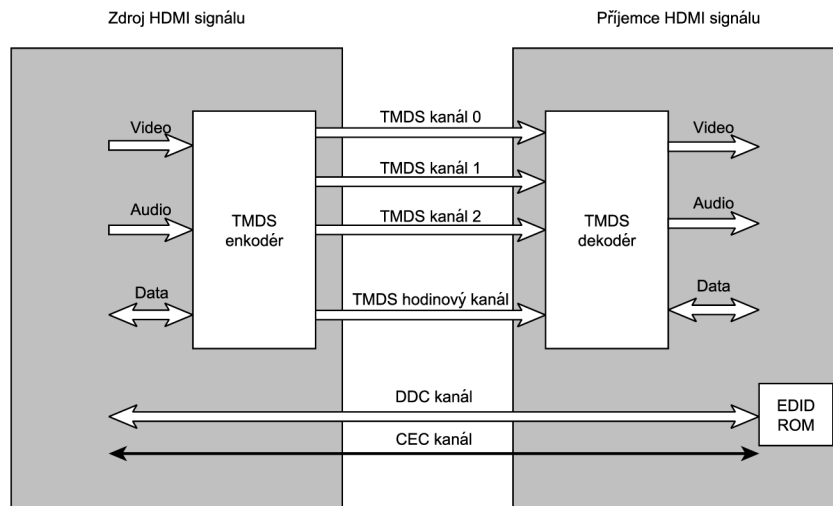 Zdroj HDMI signálu
Příjemce HDMI signálu
Video
Audio
Data
TMDS
enkodér
TMDS kanál 0
TMDS kanál 1
TMDS kanál 2
TMDS hodinový kanál
TMDS
dekodér
Video
Audio
Data
DDC kanál
CEC kanál
EDID
ROM